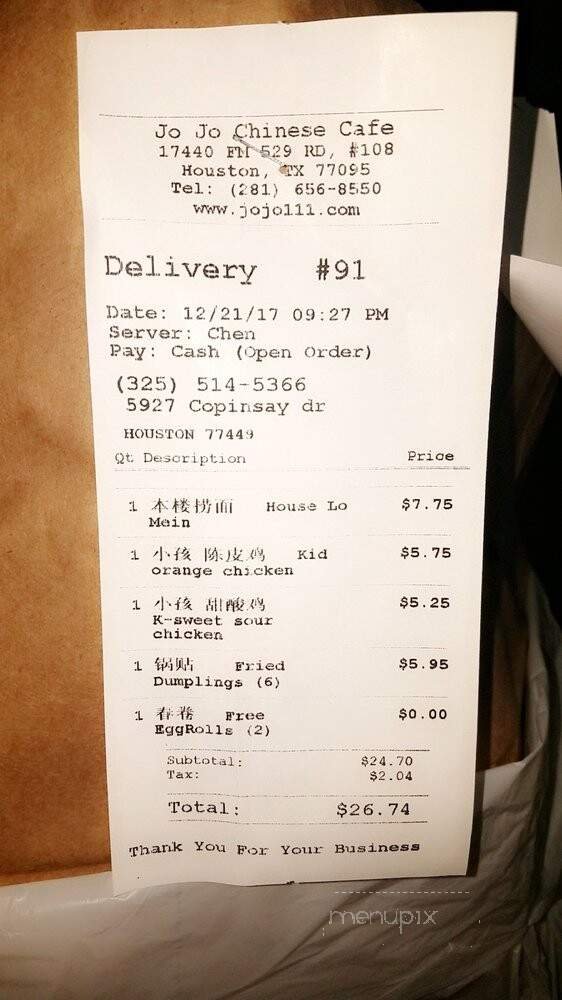 Jo Jo Chinese Cafe
17440 FM 529 RD, #108
Houston, TX 77095
Tel: (281) 656-8550
www.jojo111.com
Delivery #91
Date: 12/21/17 09:27 PM
Server: Chen
Pay: Cash (Open Order)
(325) 514-5366
5927 Copinsay dr
HOUSTON 77449
Qt Description Price
1 本楼捞面 House Lo $7.75
Mein
1 小孩 陈皮鸡 Kid $5.75
orange chicken
1 小孩 甜酸鸡 $5.25
K-sweet sour
chicken
1 锅贴 Fried $5.95
Dumplings (6)
1 春卷 Free $0.00
EggRolls (2)
Subtotal: $24.70
Tax: $2.04
Total: $26.74
Thank You For Your Business
menupix